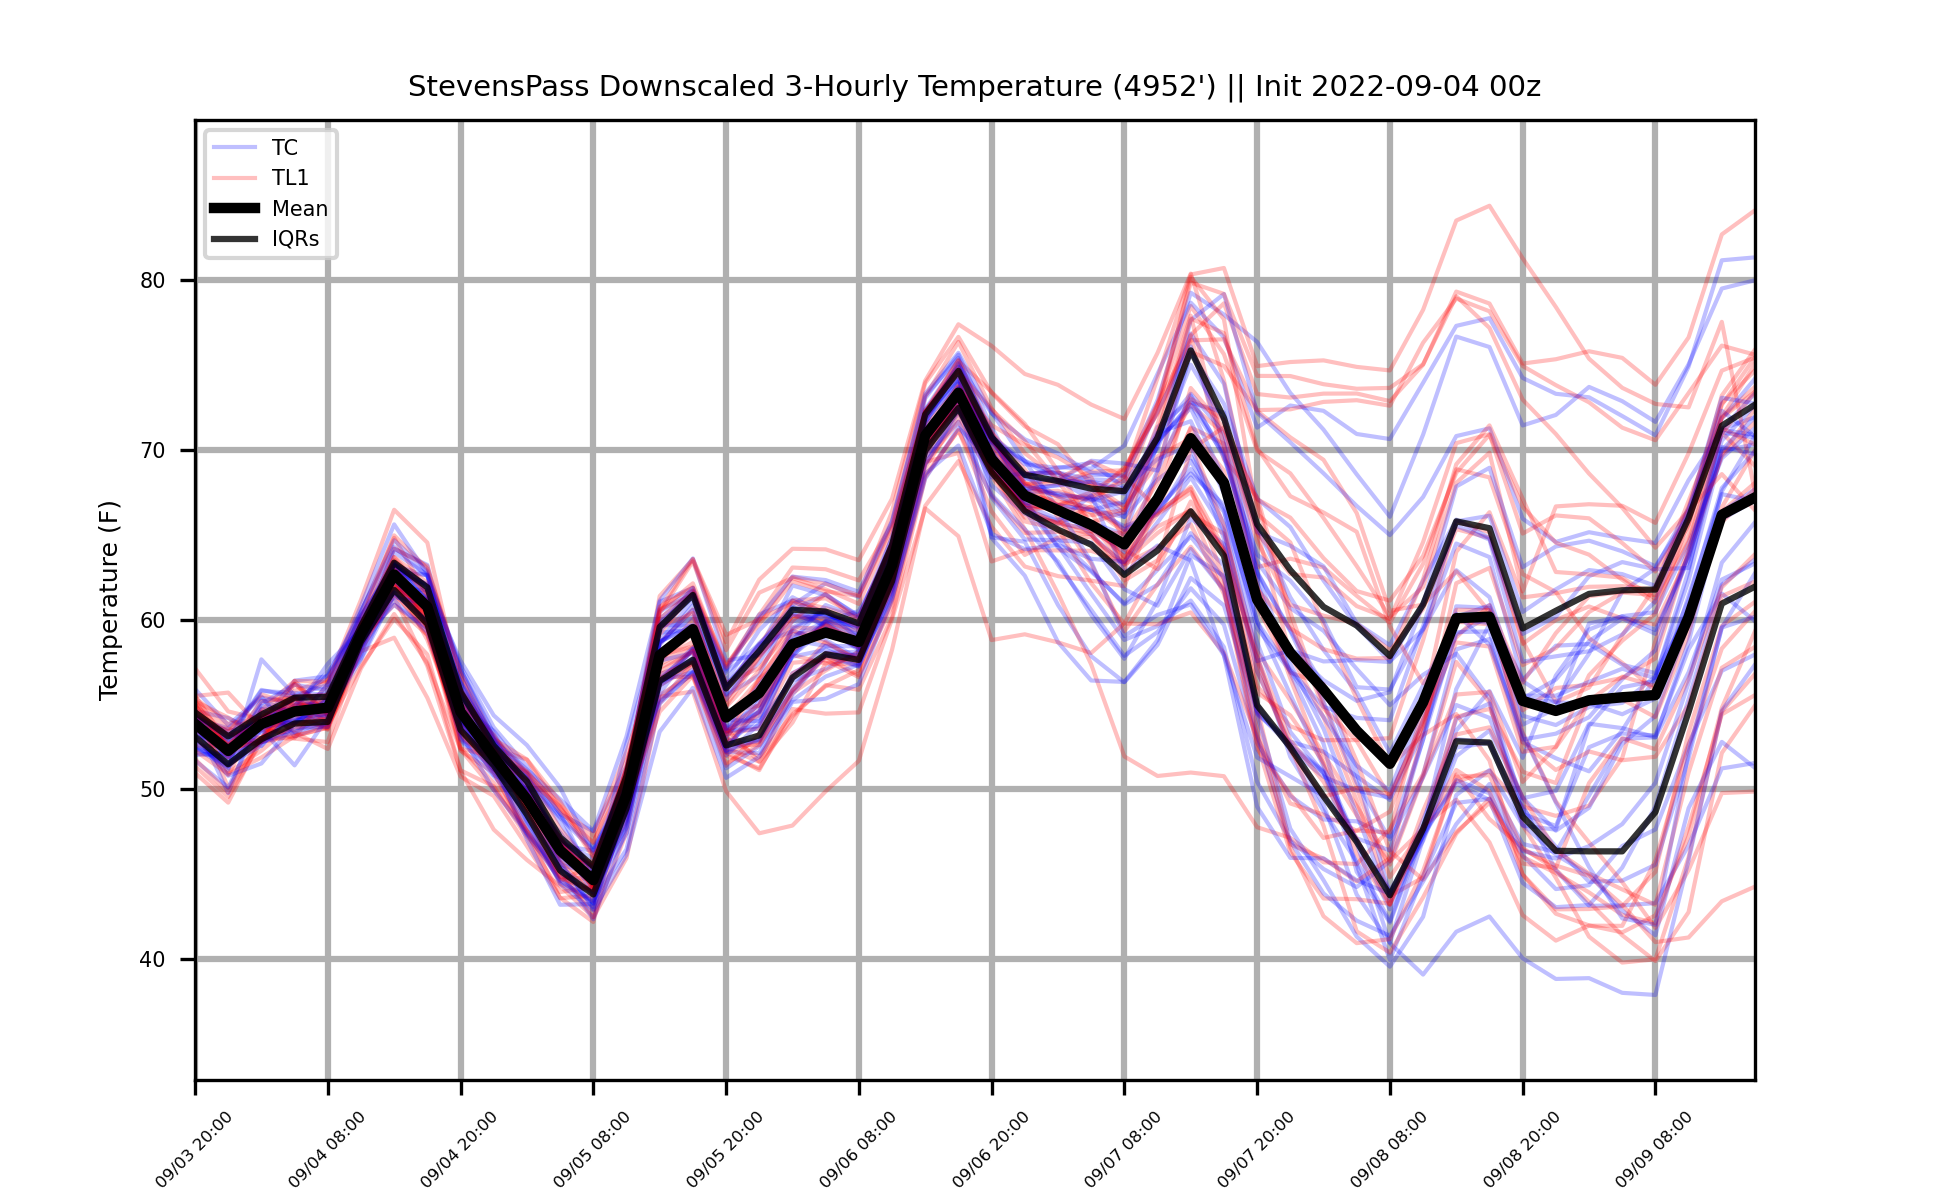 StevensPass Downscaled 3-Hourly Temperature (4952') || Init 2022-09-04 00z
TC
TL1
Mean
IQRs
Temperature (F)
80
70
60
50
40
09/03 20:00
09/04 08:00
09/04 20:00
09/05 08:00
09/05 20:00
09/06 08:00
09/06 20:00
09/07 08:00
09/07 20:00
09/08 08:00
09/08 20:00
09/09 08:00